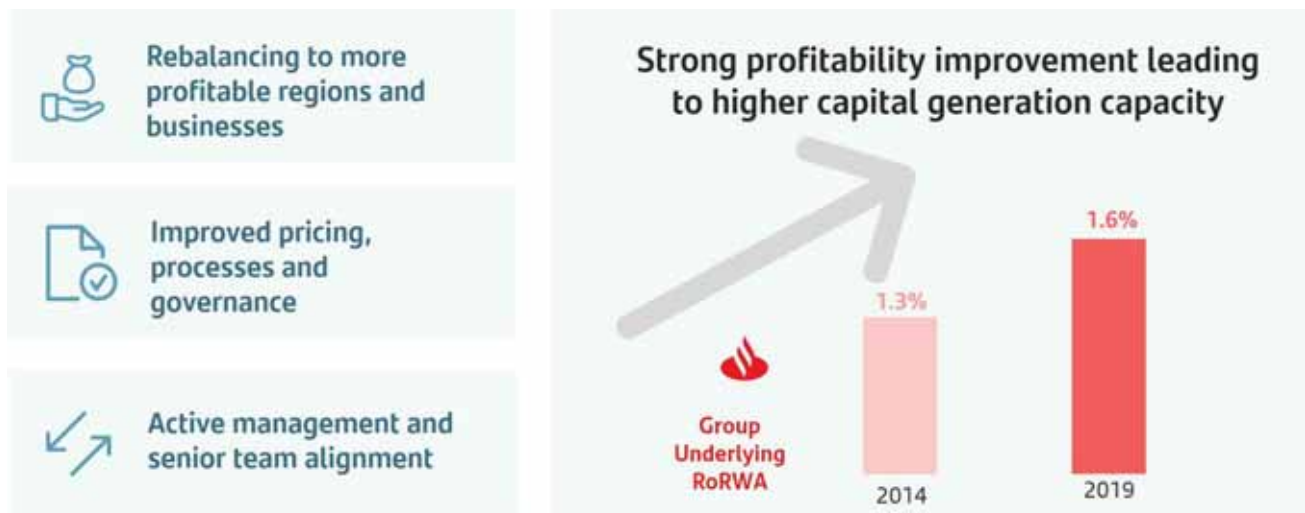 Rebalancing to more
profitable regions and
businesses
Improved pricing,
processes and
governance
Active management and
senior team alignment
Strong profitability improvement leading
to higher capital generation capacity
1.6%
1.3%
Group
Underlying
RoRWA
2014
2019